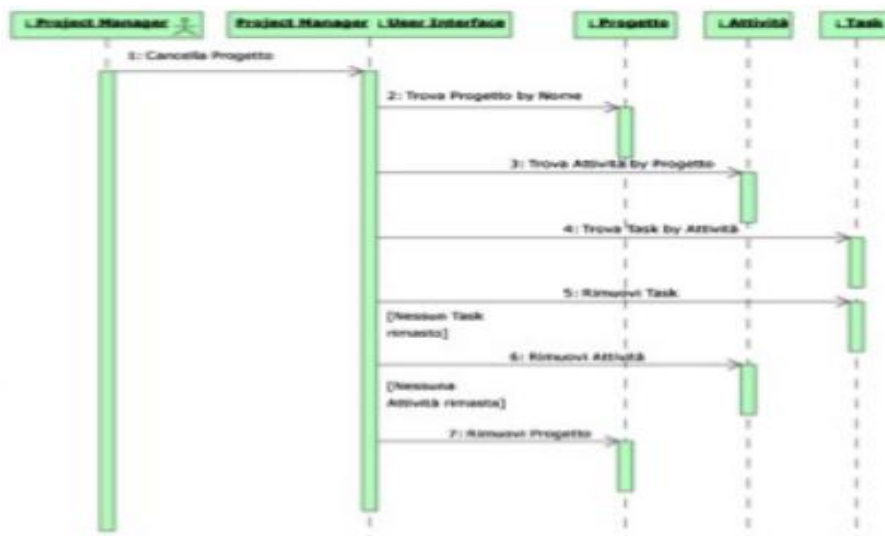 : Project Manager
Project Manager : User Interface
: Progetto
: Attività
: Task
1: Cancella Progetto
2: Trova Progetto by Nome
3: Trova Attività by Progetto
4: Trova Task by Attività
5: Rimuovi Task
[Nessun Task
rimasto]
6: Rimuovi Attività
[Nessuna
Attività rimasta]
7: Rimuovi Progetto